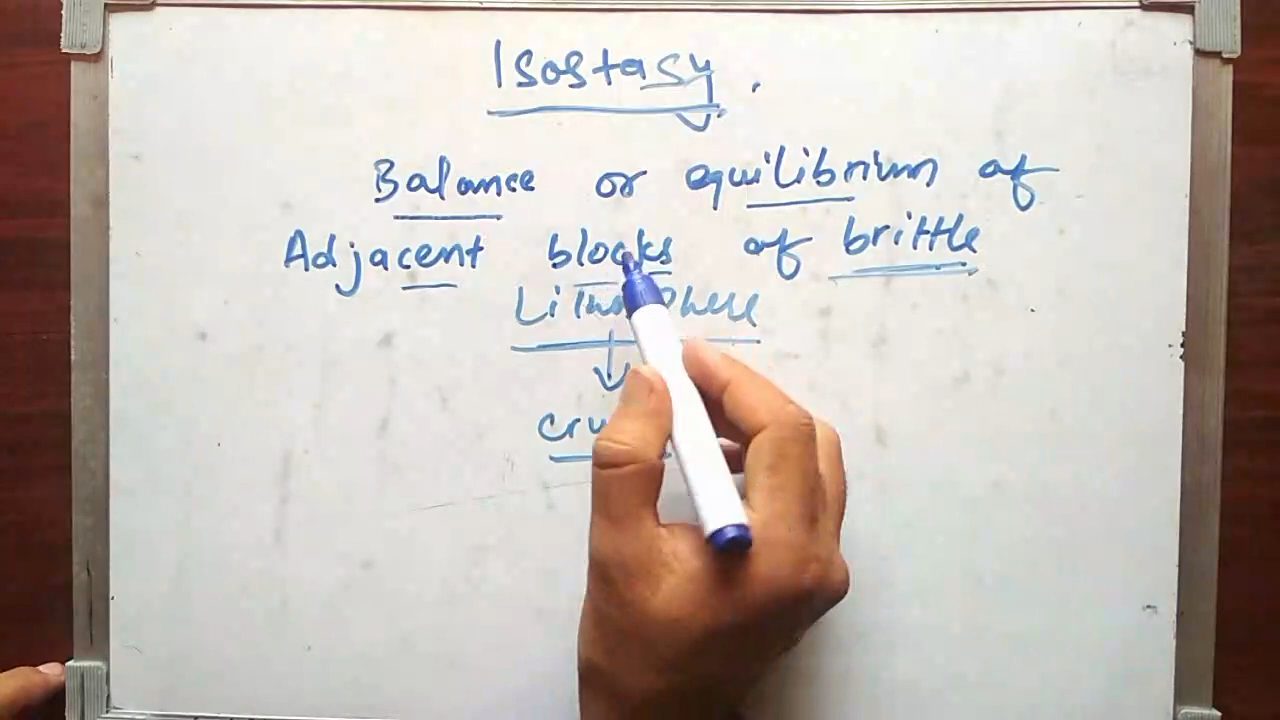 Isostasy.
Balance or equilibrium of
Adjacent blocks of brittle